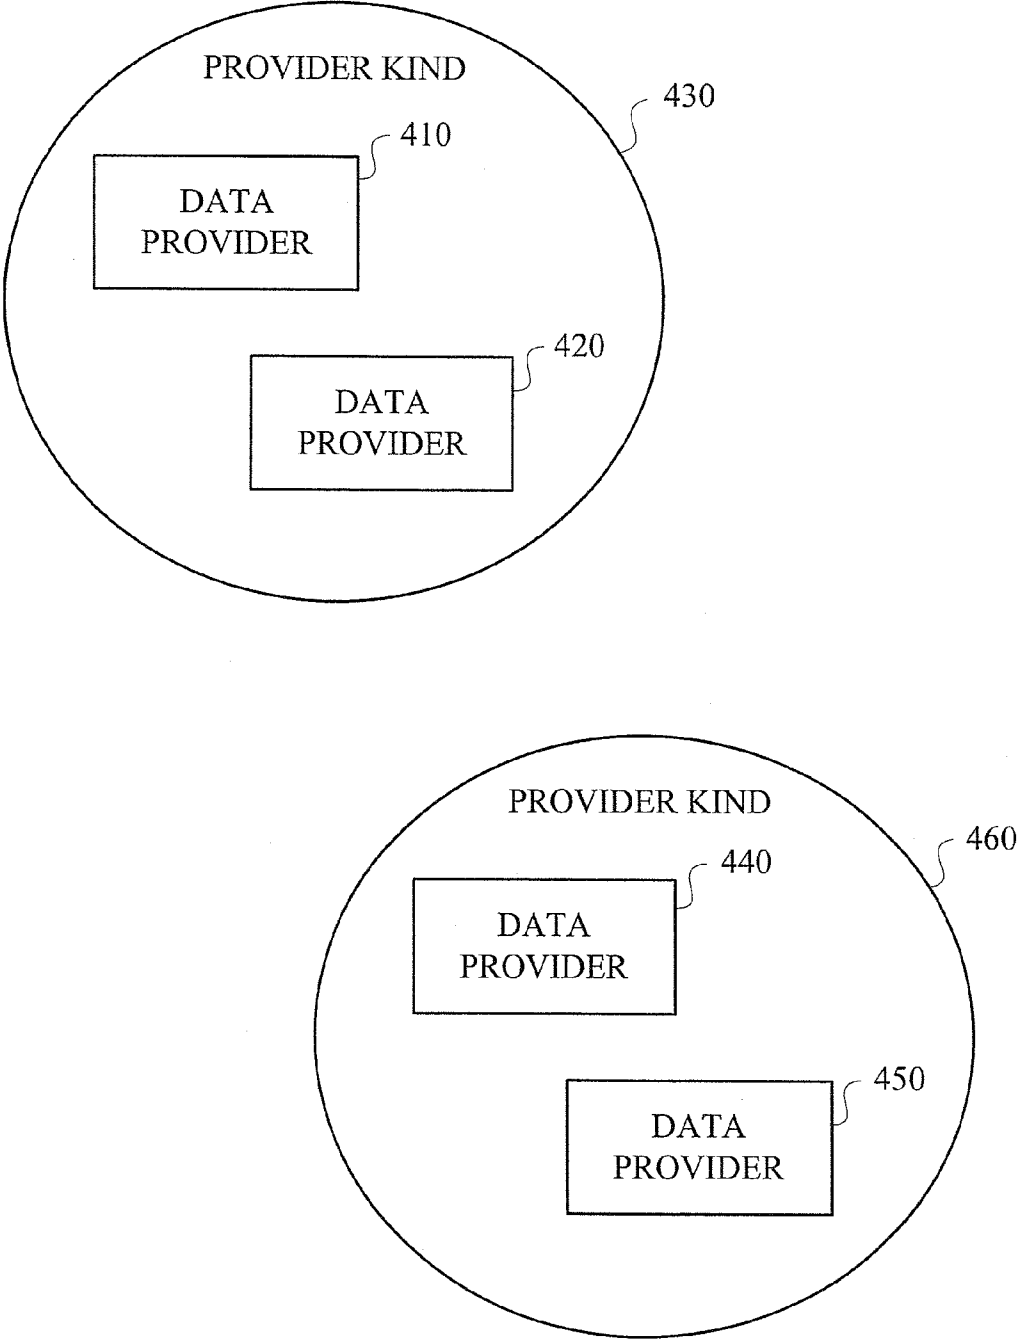 PROVIDER KIND
430
410
DATA
PROVIDER
420
DATA
PROVIDER
PROVIDER KIND
460
440
DATA
PROVIDER
450
DATA
PROVIDER